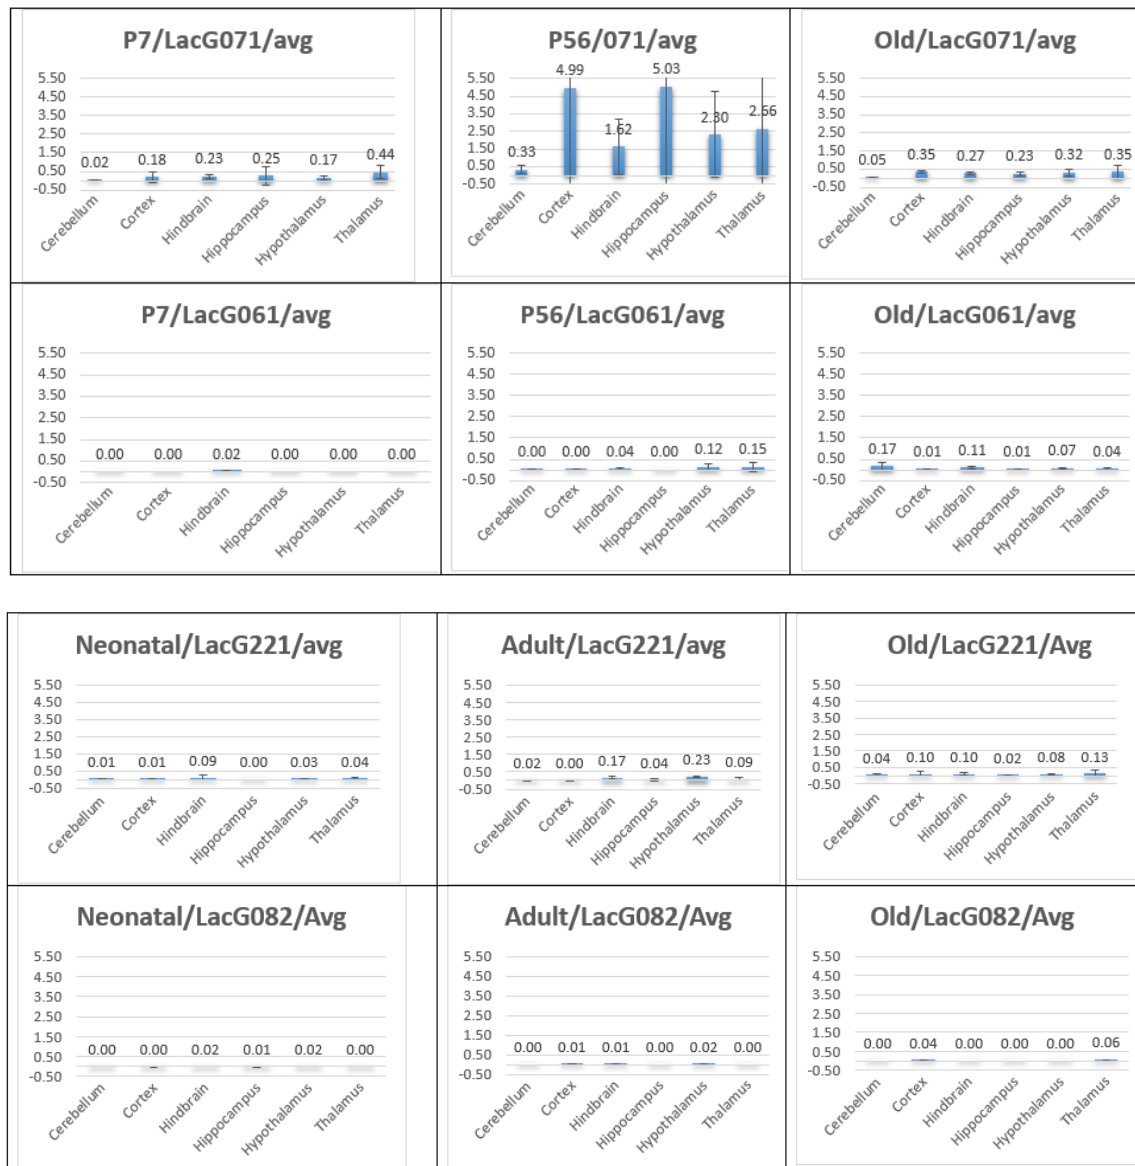 P7/LacG071/avg
5.50
4.50
3.50
2.50
1.50
0.50
-0.50
0.02
0.18
0.23
0.25
0.17
0.44
Cerebellum
Cortex
Hindbrain
Hippocampus
Hypothalamus
Thalamus
P56/071/avg
5.50
4.50
3.50
2.50
1.50
0.50
-0.50
0.33
4.99
1.62
5.03
2.30
2.66
Cerebellum
Cortex
Hindbrain
Hippocampus
Hypothalamus
Thalamus
Old/LacG071/avg
5.50
4.50
3.50
2.50
1.50
0.50
-0.50
0.05
0.35
0.27
0.23
0.32
0.35
Cerebellum
Cortex
Hindbrain
Hippocampus
Hypothalamus
Thalamus
P7/LacG061/avg
5.50
4.50
3.50
2.50
1.50
0.50
-0.50
0.00
0.00
0.02
0.00
0.00
0.00
Cerebellum
Cortex
Hindbrain
Hippocampus
Hypothalamus
Thalamus
P56/LacG061/avg
5.50
4.50
3.50
2.50
1.50
0.50
-0.50
0.00
0.00
0.04
0.00
0.12
0.15
Cerebellum
Cortex
Hindbrain
Hippocampus
Hypothalamus
Thalamus
Old/LacG061/avg
5.50
4.50
3.50
2.50
1.50
0.50
-0.50
0.17
0.01
0.11
0.01
0.07
0.04
Cerebellum
Cortex
Hindbrain
Hippocampus
Hypothalamus
Thalamus
Neonatal/LacG221/avg
5.50
4.50
3.50
2.50
1.50
0.50
-0.50
0.01
0.01
0.09
0.00
0.03
0.04
Cerebellum
Cortex
Hindbrain
Hippocampus
Hypothalamus
Thalamus
Adult/LacG221/avg
5.50
4.50
3.50
2.50
1.50
0.50
-0.50
0.02
0.00
0.17
0.04
0.23
0.09
Cerebellum
Cortex
Hindbrain
Hippocampus
Hypothalamus
Thalamus
Old/LacG221/Avg
5.50
4.50
3.50
2.50
1.50
0.50
-0.50
0.04
0.10
0.10
0.02
0.08
0.13
Cerebellum
Cortex
Hindbrain
Hippocampus
Hypothalamus
Thalamus
Neonatal/LacG082/Avg
5.50
4.50
3.50
2.50
1.50
0.50
-0.50
0.00
0.00
0.02
0.01
0.02
0.00
Cerebellum
Cortex
Hindbrain
Hippocampus
Hypothalamus
Thalamus
Adult/LacG082/Avg
5.50
4.50
3.50
2.50
1.50
0.50
-0.50
0.00
0.01
0.01
0.00
0.02
0.00
Cerebellum
Cortex
Hindbrain
Hippocampus
Hypothalamus
Thalamus
Old/LacG082/Avg
5.50
4.50
3.50
2.50
1.50
0.50
-0.50
0.00
0.04
0.00
0.00
0.00
0.06
Cerebellum
Cortex
Hindbrain
Hippocampus
Hypothalamus
Thalamus